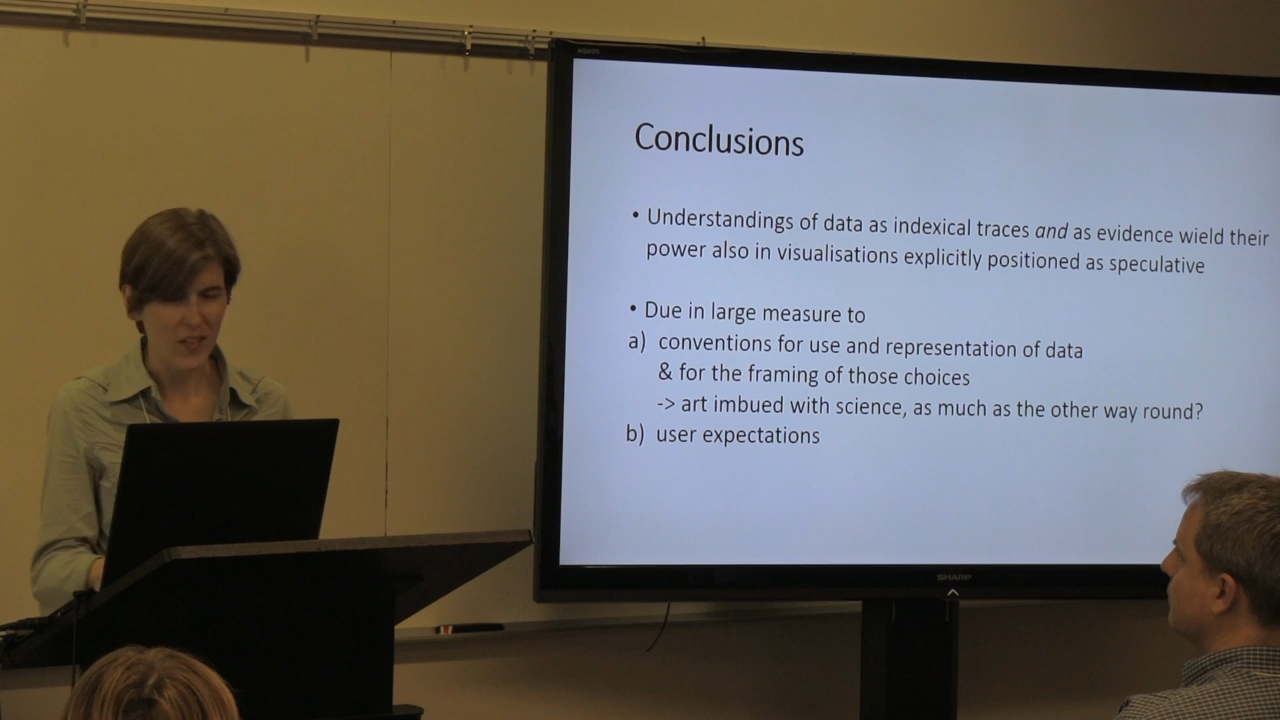 AQUOS
Conclusions
• Understandings of data as indexical traces and as evidence wield their
power also in visualisations explicitly positioned as speculative
• Due in large measure to
a) conventions for use and representation of data
& for the framing of those choices
-> art imbued with science, as much as the other way round?
b) user expectations
SHARP